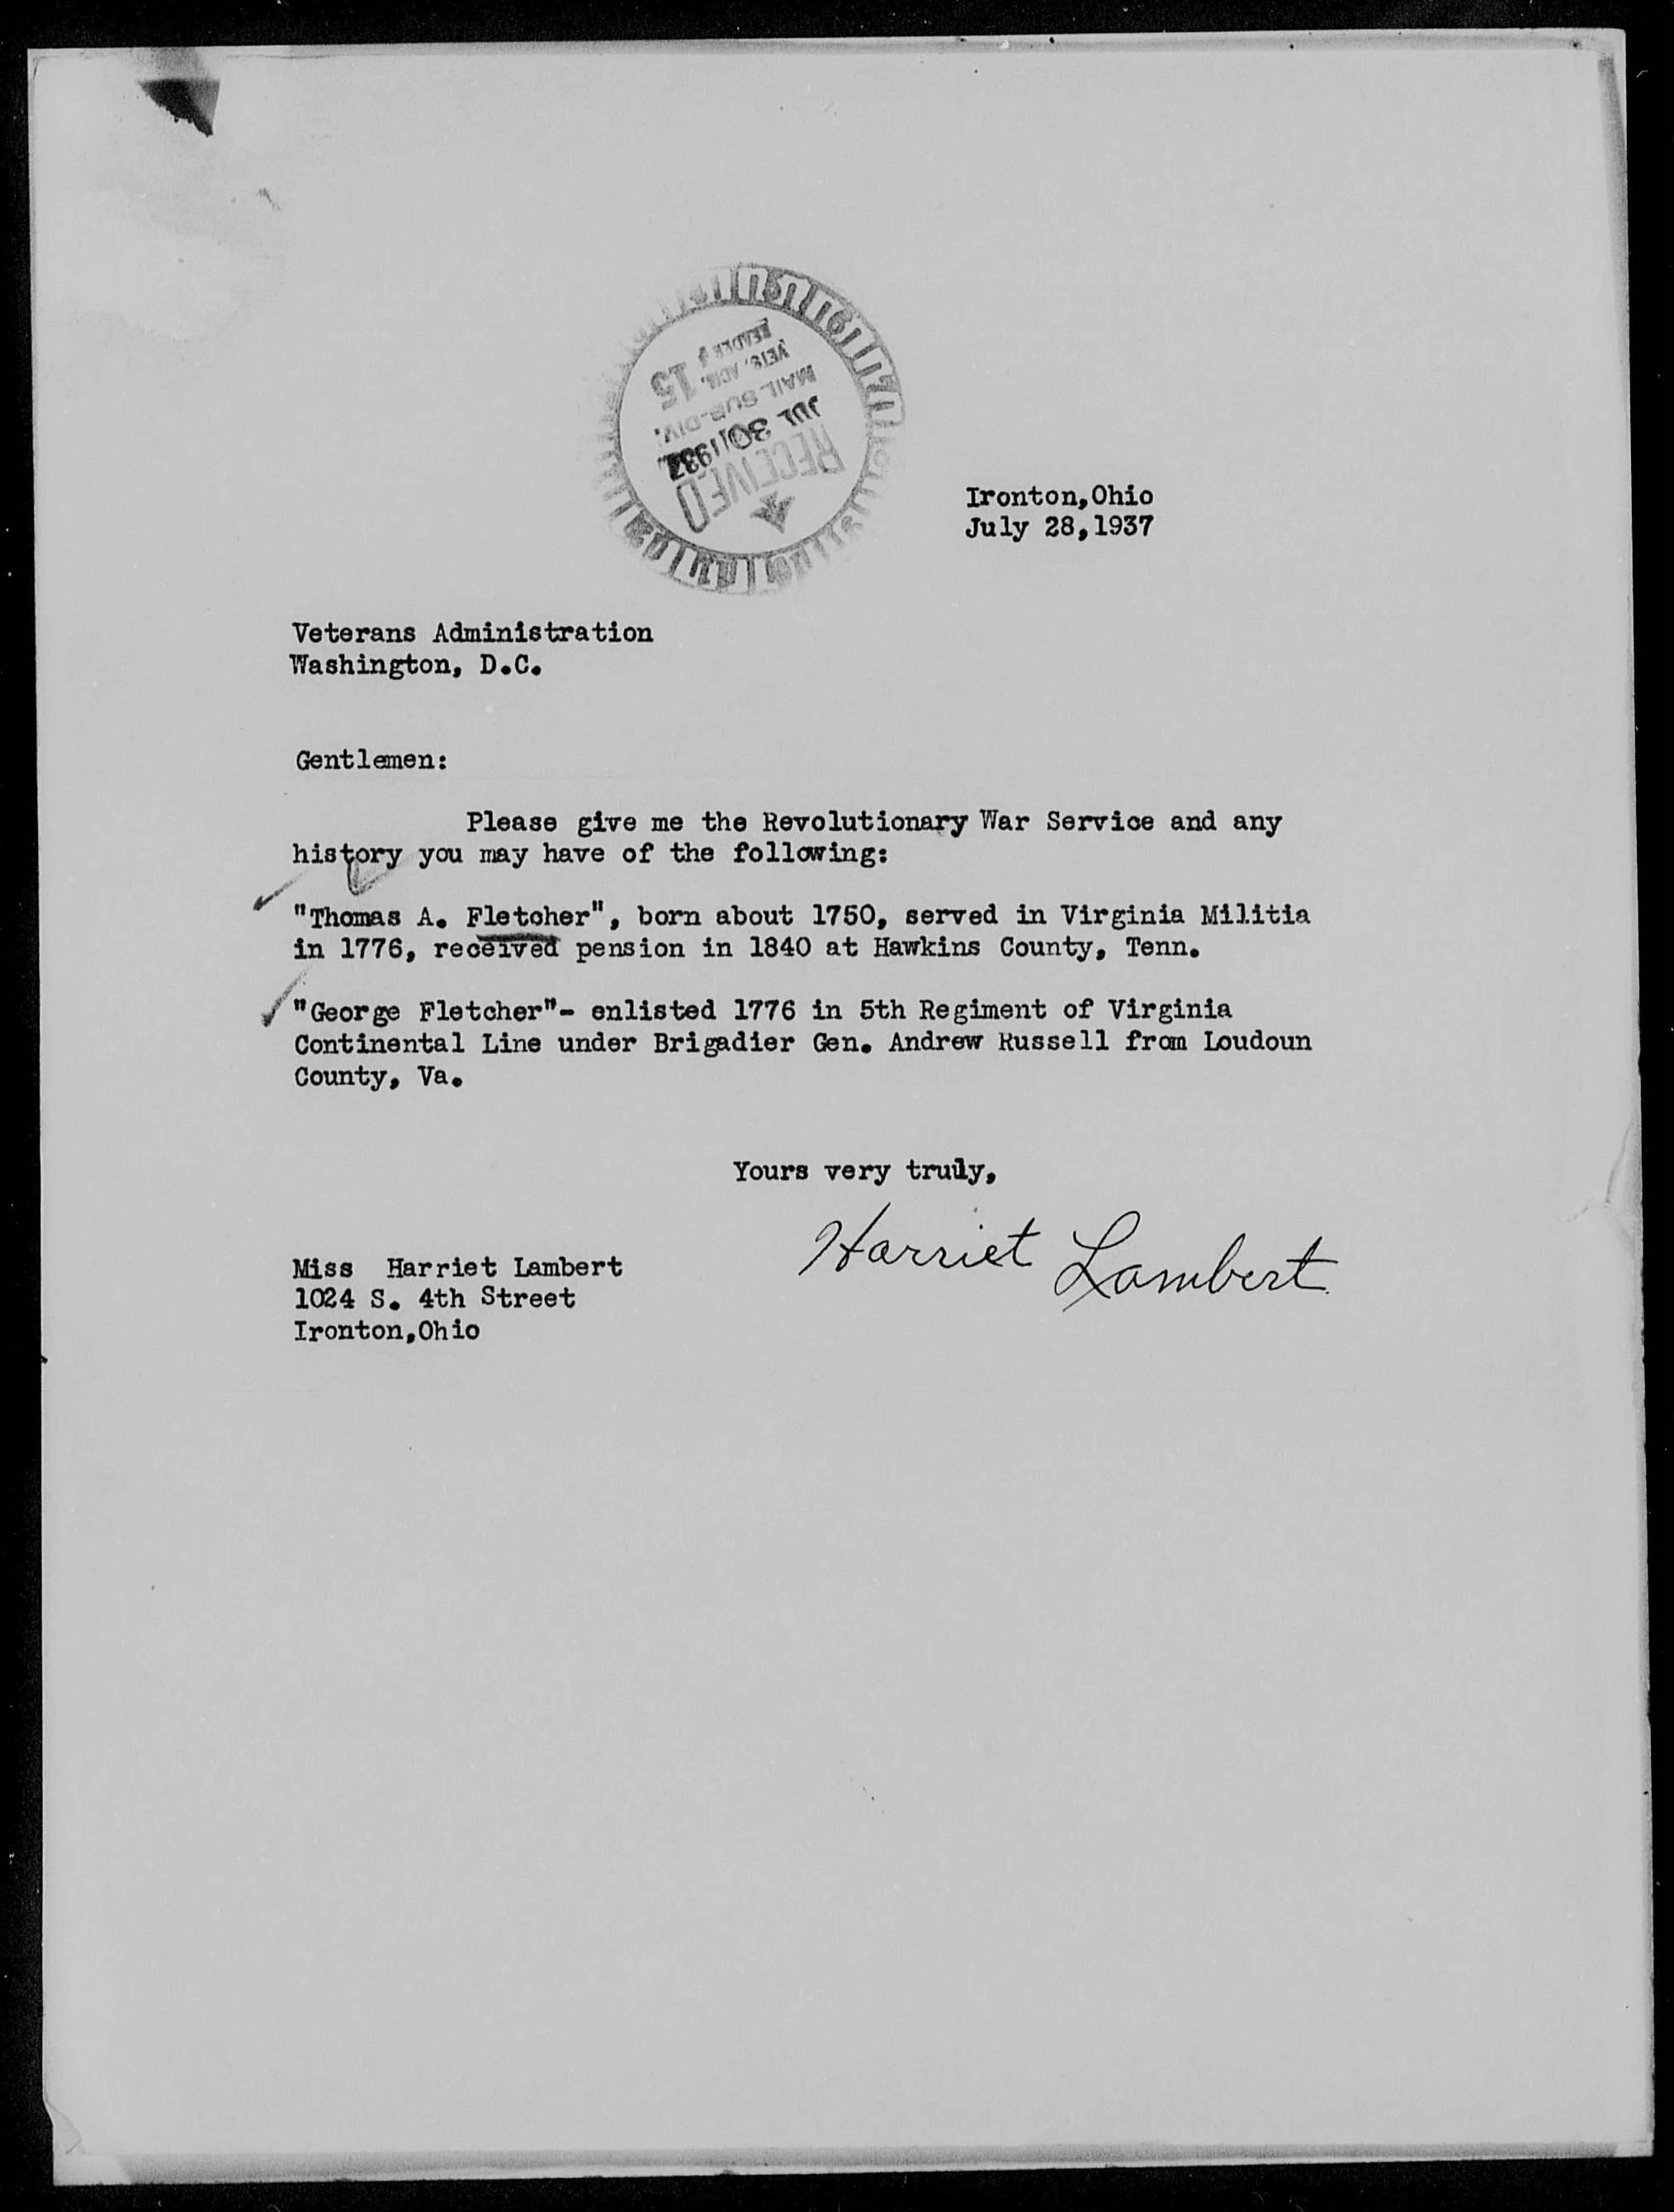 RECEIVED
JUL 30 1937
MAIL SUB-DIV.
VETS. ADM. 15
READER
Ironton,Ohio
July 28,1937
Veterans Administration
Washington, D.C.
Gentlemen:
Please give me the Revolutionary War Service and any
history you may have of the following:
"Thomas A. Fletcher", born about 1750, served in Virginia Militia
in 1776, received pension in 1840 at Hawkins County, Tenn.
"George Fletcher"- enlisted 1776 in 5th Regiment of Virginia
Continental Line under Brigadier Gen. Andrew Russell from Loudoun
County, Va.
Yours very truly,
Harriet Lambert
Miss Harriet Lambert
1024 S. 4th Street
Ironton,Ohio